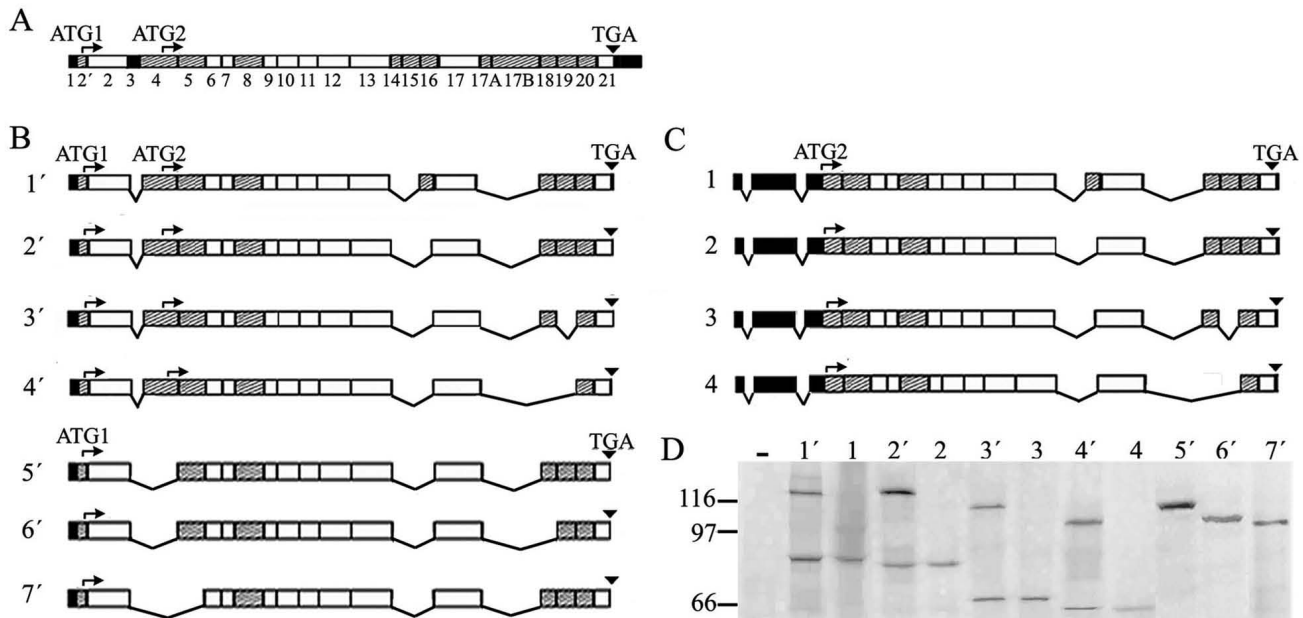 A
ATG1 ATG2 TGA
1 2′ 2 3 4 5 6 7 8 9 10 11 12 13 14 15 16 17 17A 17B 18 19 20 21
B
ATG1 ATG2 TGA
1′
2′
3′
4′
ATG1 TGA
5′
6′
7′
C
ATG2 TGA
1
2
3
4
D
- 1′ 1 2′ 2 3′ 3 4′ 4 5′ 6′ 7′
116
97
66